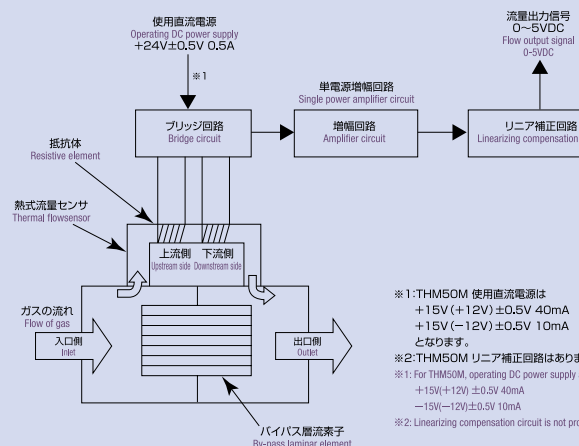 使用直流電源
Operating DC power supply
+24V±0.5V 0.5A
※1
流量出力信号
0〜5VDC
Flow output signal
0-5VDC
単電源増幅回路
Single power amplifier circuit
ブリッジ回路
Bridge circuit
増幅回路
Amplifier circuit
リニア補正回路
Linearizing compensation
抵抗体
Resistive element
熱式流量センサ
Thermal flowsensor
上流側 下流側
Upstream side Downstream side
ガスの流れ
Flow of gas
入口側
Inlet
出口側
Outlet
バイパス層流素子
By-pass laminar element
※1:THM50M 使用直流電源は
+15V(+12V)±0.5V 40mA
+15V(−12V)±0.5V 10mA
となります。
※2:THM50M リニア補正回路はありま
※1: For THM50M, operating DC power supply
+15V(+12V) ±0.5V 40mA
−15V(−12V)±0.5V 10mA
※2: Linearizing compensation circuit is not pr